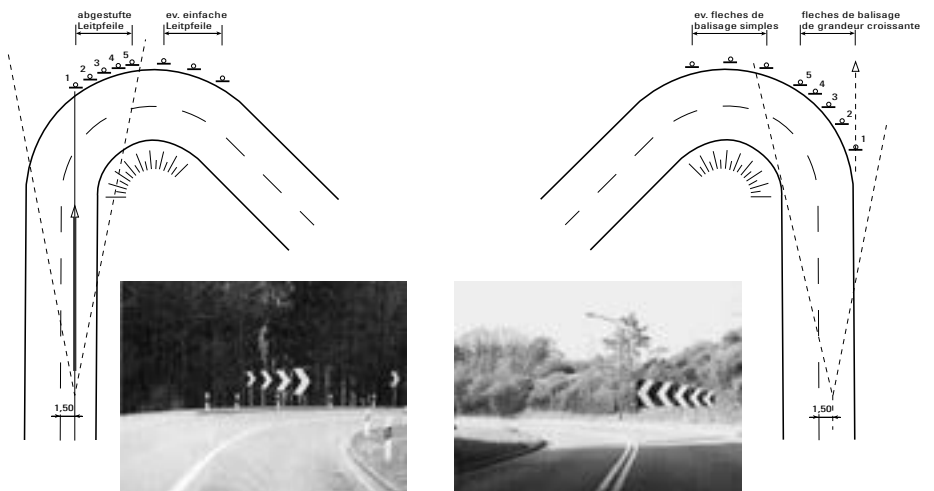 abgestufte
Leitpfeile
ev. einfache
Leitpfeile
1 2 3 4 5
1,50
ev. fleches de
balisage simples
fleches de balisage
de grandeur croissante
5
4
3
2
1
1,50